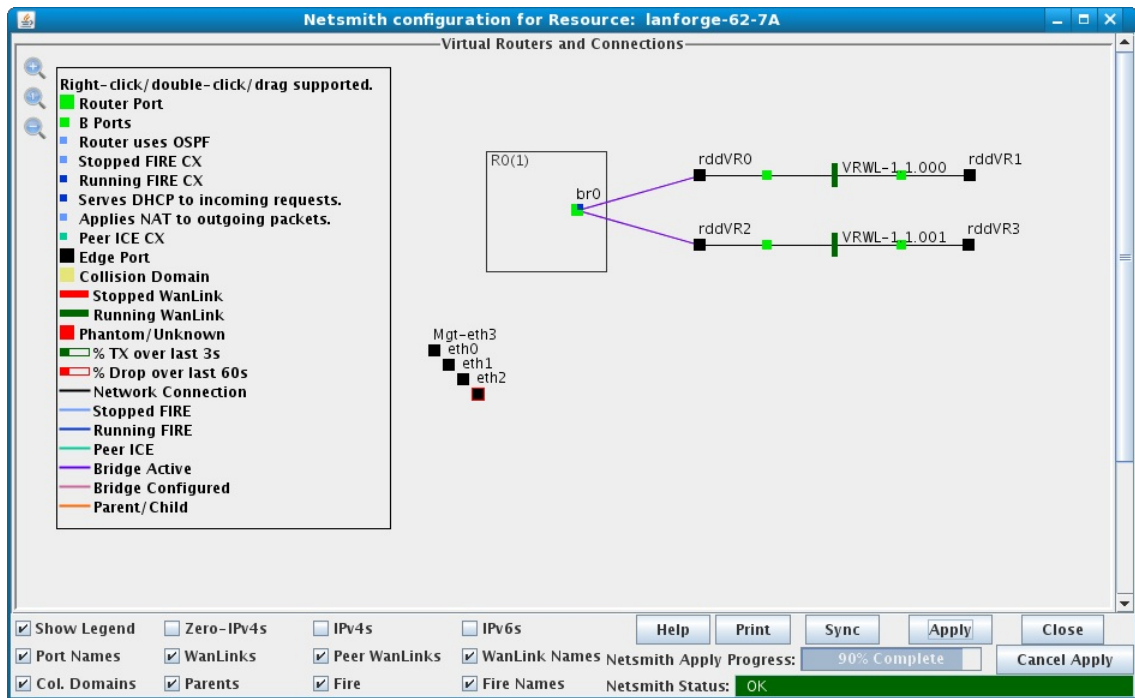 Netsmith configuration for Resource: lanforge-62-7A
Virtual Routers and Connections
Right-click/double-click/drag supported.
Router Port
B Ports
Router uses OSPF
Stopped FIRE CX
Running FIRE CX
Serves DHCP to incoming requests.
Applies NAT to outgoing packets.
Peer ICE CX
Edge Port
Collision Domain
Stopped WanLink
Running WanLink
Phantom/Unknown
% TX over last 3s
% Drop over last 60s
Network Connection
Stopped FIRE
Running FIRE
Peer ICE
Bridge Active
Bridge Configured
Parent/Child
R0(1)
br0
rddVR0
VRWL-1.1.000
rddVR1
rddVR2
VRWL-1.1.001
rddVR3
Mgt-eth3
eth0
eth1
eth2
Show Legend Zero-IPv4s IPv4s IPv6s Help Print Sync Apply Close
Port Names WanLinks Peer WanLinks WanLink Names Netsmith Apply Progress: 90% Complete Cancel Apply
Col. Domains Parents Fire Fire Names Netsmith Status: OK